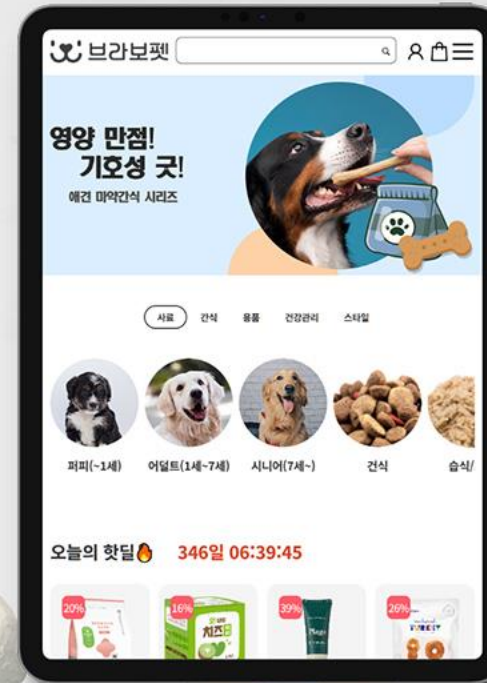 브라보펫
영양 만점!
기호성 굿!
애견 마약간식 시리즈
사료 간식 용품 건강관리 스타일
퍼피(~1세) 어덜트(1세~7세) 시니어(7세~) 건식 습식/
오늘의 핫딜🔥 346일 06:39:45
20% 16% 39% 26%
치즈
TURKEY